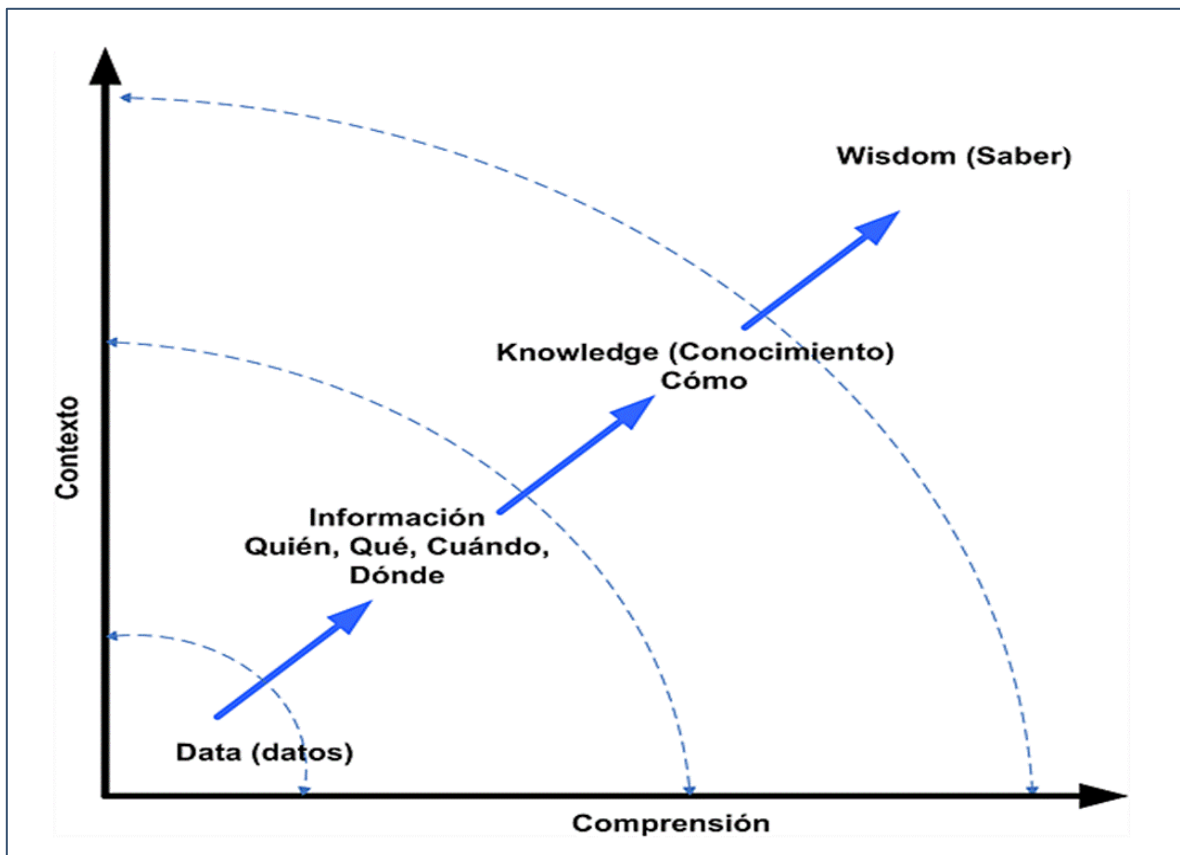 Wisdom (Saber)
Knowledge (Conocimiento)
Cómo
Contexto
Información
Quién, Qué, Cuándo,
Dónde
Data (datos)
Comprensión